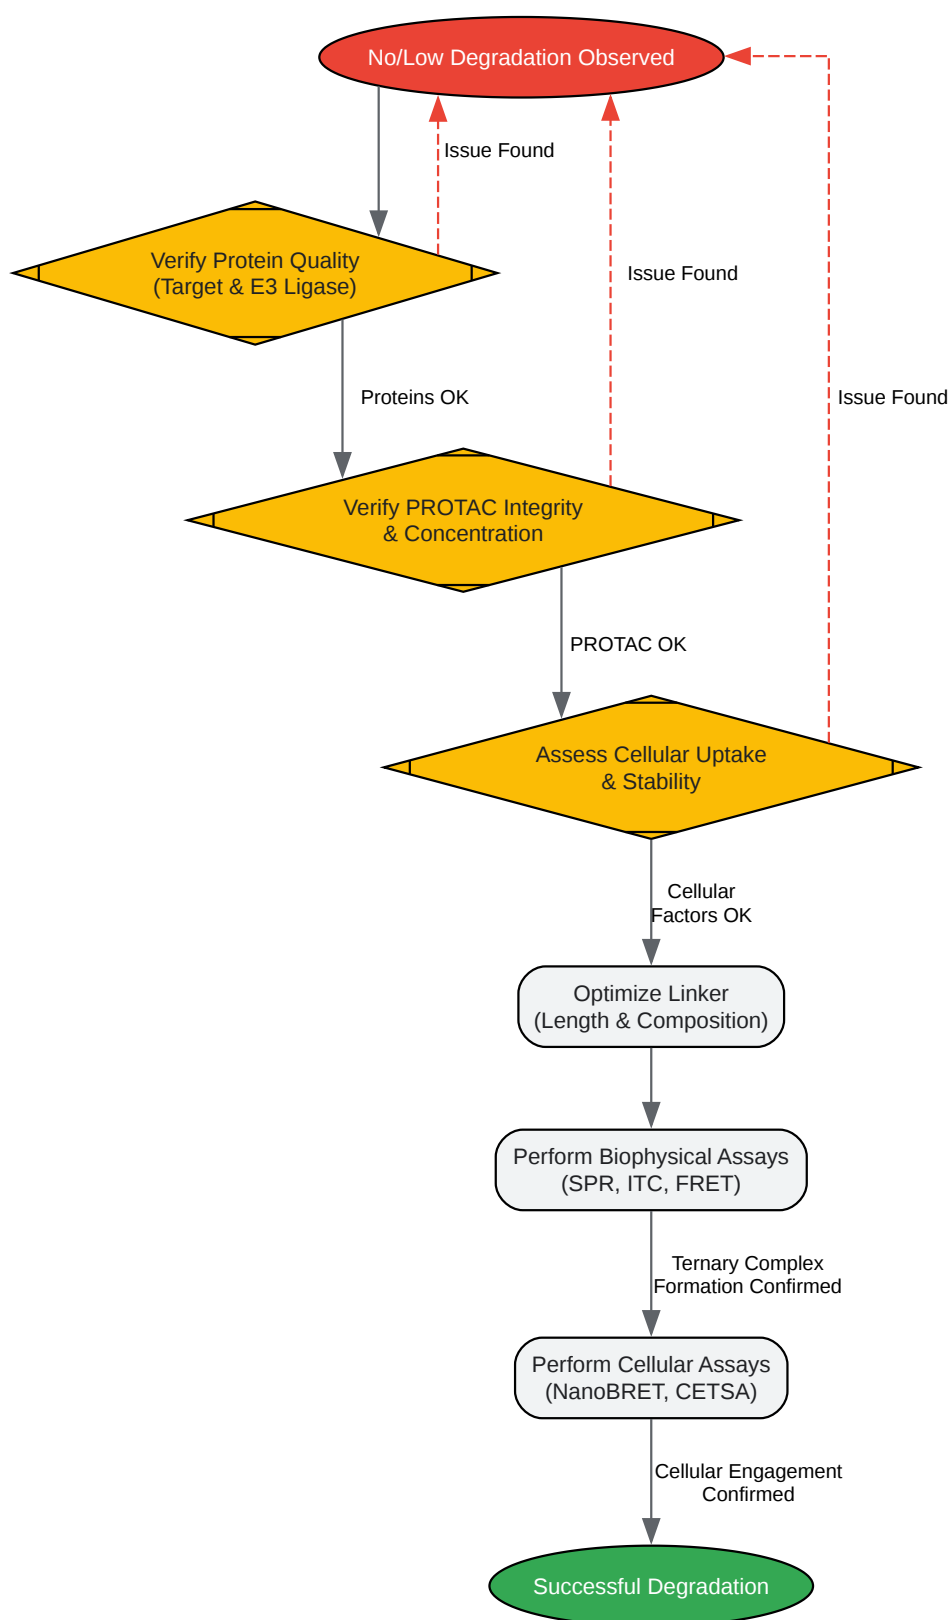 No/Low Degradation Observed
Issue Found
Verify Protein Quality
(Target & E3 Ligase)
Issue Found
Proteins OK
Issue Found
Verify PROTAC Integrity
& Concentration
PROTAC OK
Assess Cellular Uptake
& Stability
Cellular
Factors OK
Optimize Linker
(Length & Composition)
Perform Biophysical Assays
(SPR, ITC, FRET)
Ternary Complex
Formation Confirmed
Perform Cellular Assays
(NanoBRET, CETSA)
Cellular Engagement
Confirmed
Successful Degradation